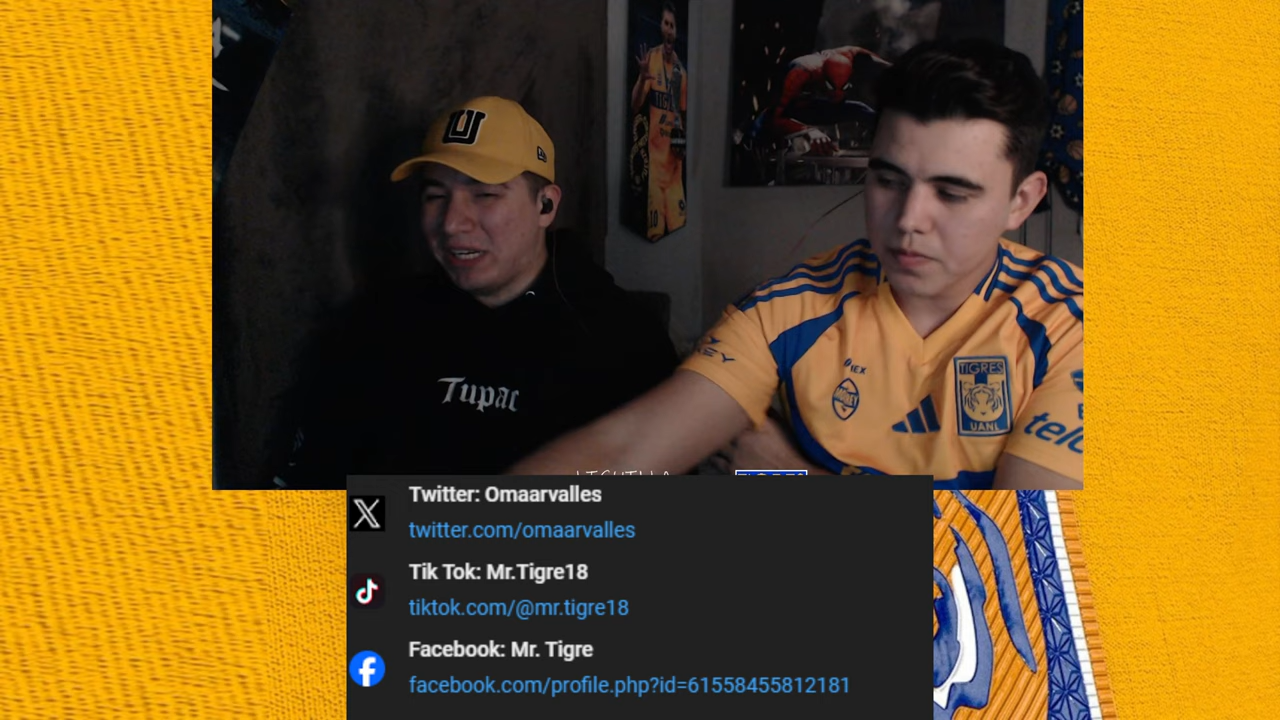 U
TIGRES
Tupac
TIGRES
UANL
Twitter: Omaarvalles
twitter.com/omaarvalles
Tik Tok: Mr.Tigre18
tiktok.com/@mr.tigre18
Facebook: Mr. Tigre
facebook.com/profile.php?id=61558455812181